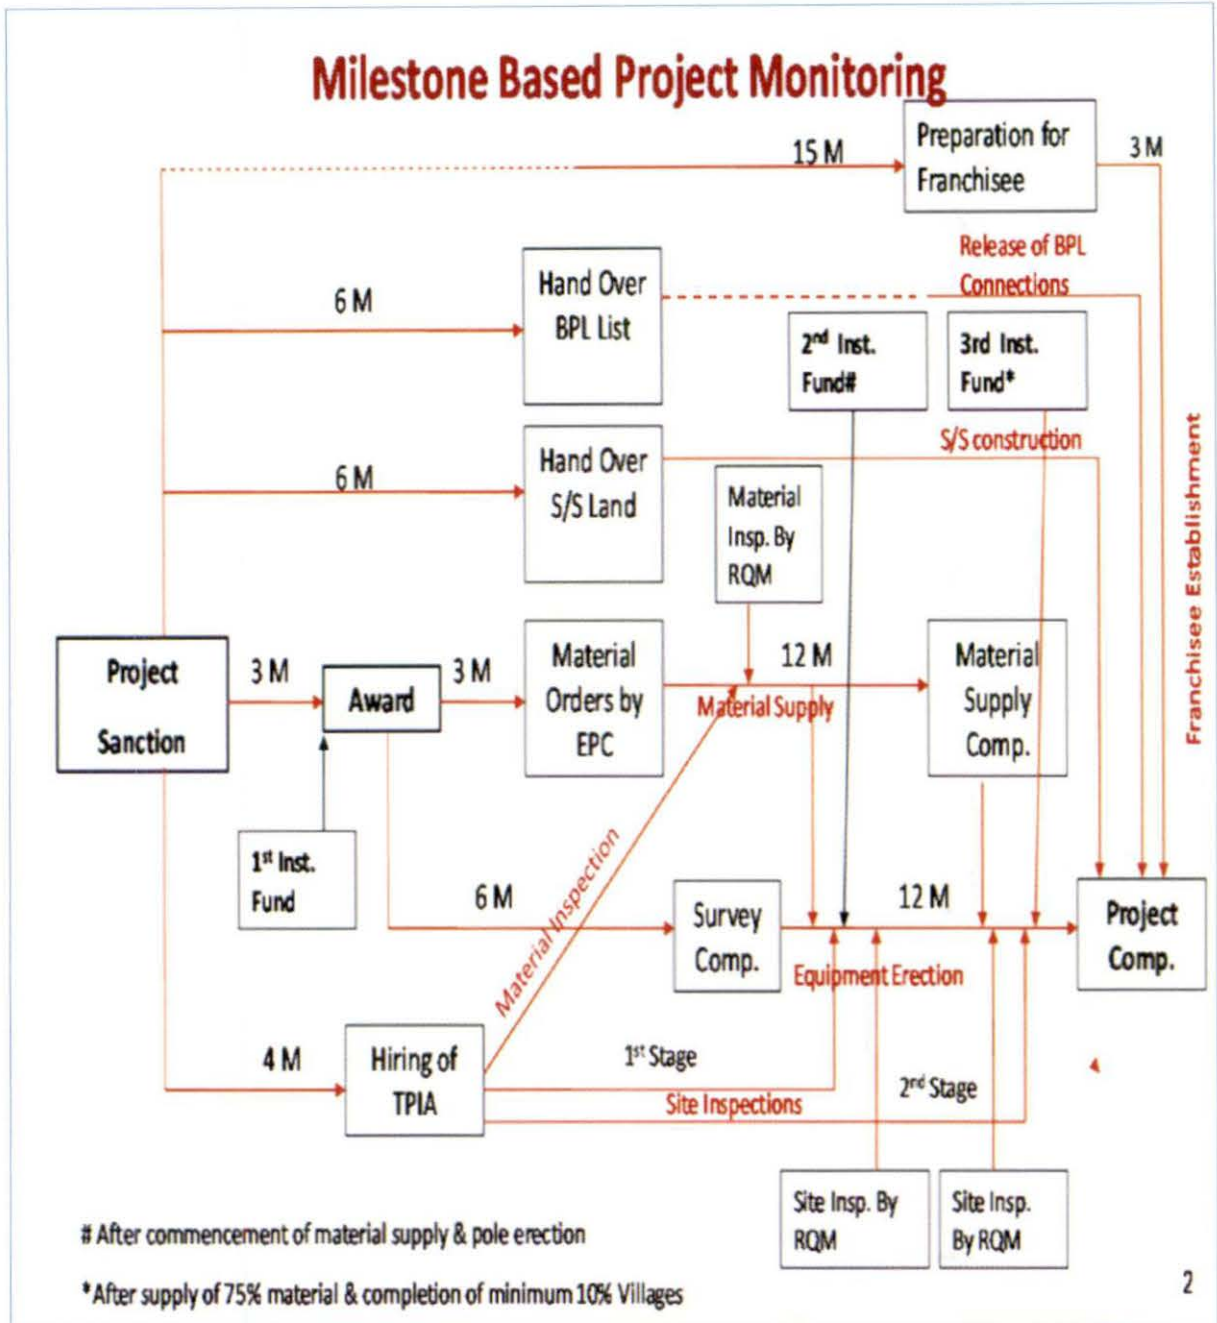 Milestone Based Project Monitoring
15 M
Preparation for
Franchisee
3 M
Release of BPL
Connections
6 M
Hand Over
BPL List
2nd Inst.
Fund#
3rd Inst.
Fund*
S/S construction
6 M
Hand Over
S/S Land
Material
Insp. By
RQM
Franchisee Establishment
Project
Sanction
3 M
Award
3 M
Material
Orders by
EPC
12 M
Material Supply
Material
Supply
Comp.
1st Inst.
Fund
Material Inspection
6 M
Survey
Comp.
12 M
Equipment Erection
Project
Comp.
4 M
Hiring of
TPIA
1st Stage
Site Inspections
2nd Stage
Site Insp. By
RQM
Site Insp.
By RQM
# After commencement of material supply & pole erection
*After supply of 75% material & completion of minimum 10% Villages
2